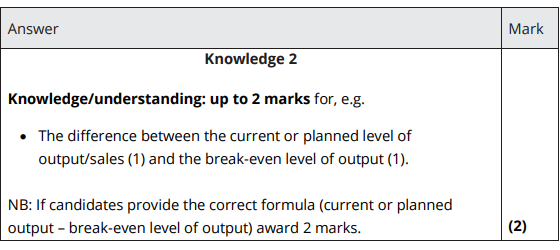 Answer Mark
Knowledge 2
Knowledge/understanding: up to 2 marks for, e.g.
• The difference between the current or planned level of
output/sales (1) and the break-even level of output (1).
NB: If candidates provide the correct formula (current or planned
output – break-even level of output) award 2 marks. (2)